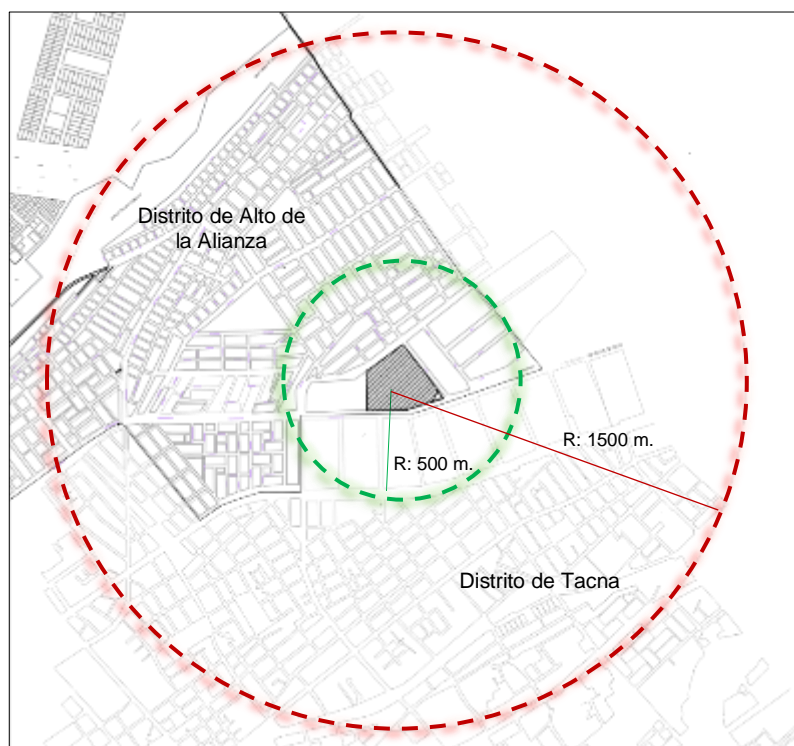 Distrito de Alto de
la Alianza
R: 1500 m.
R: 500 m.
Distrito de Tacna